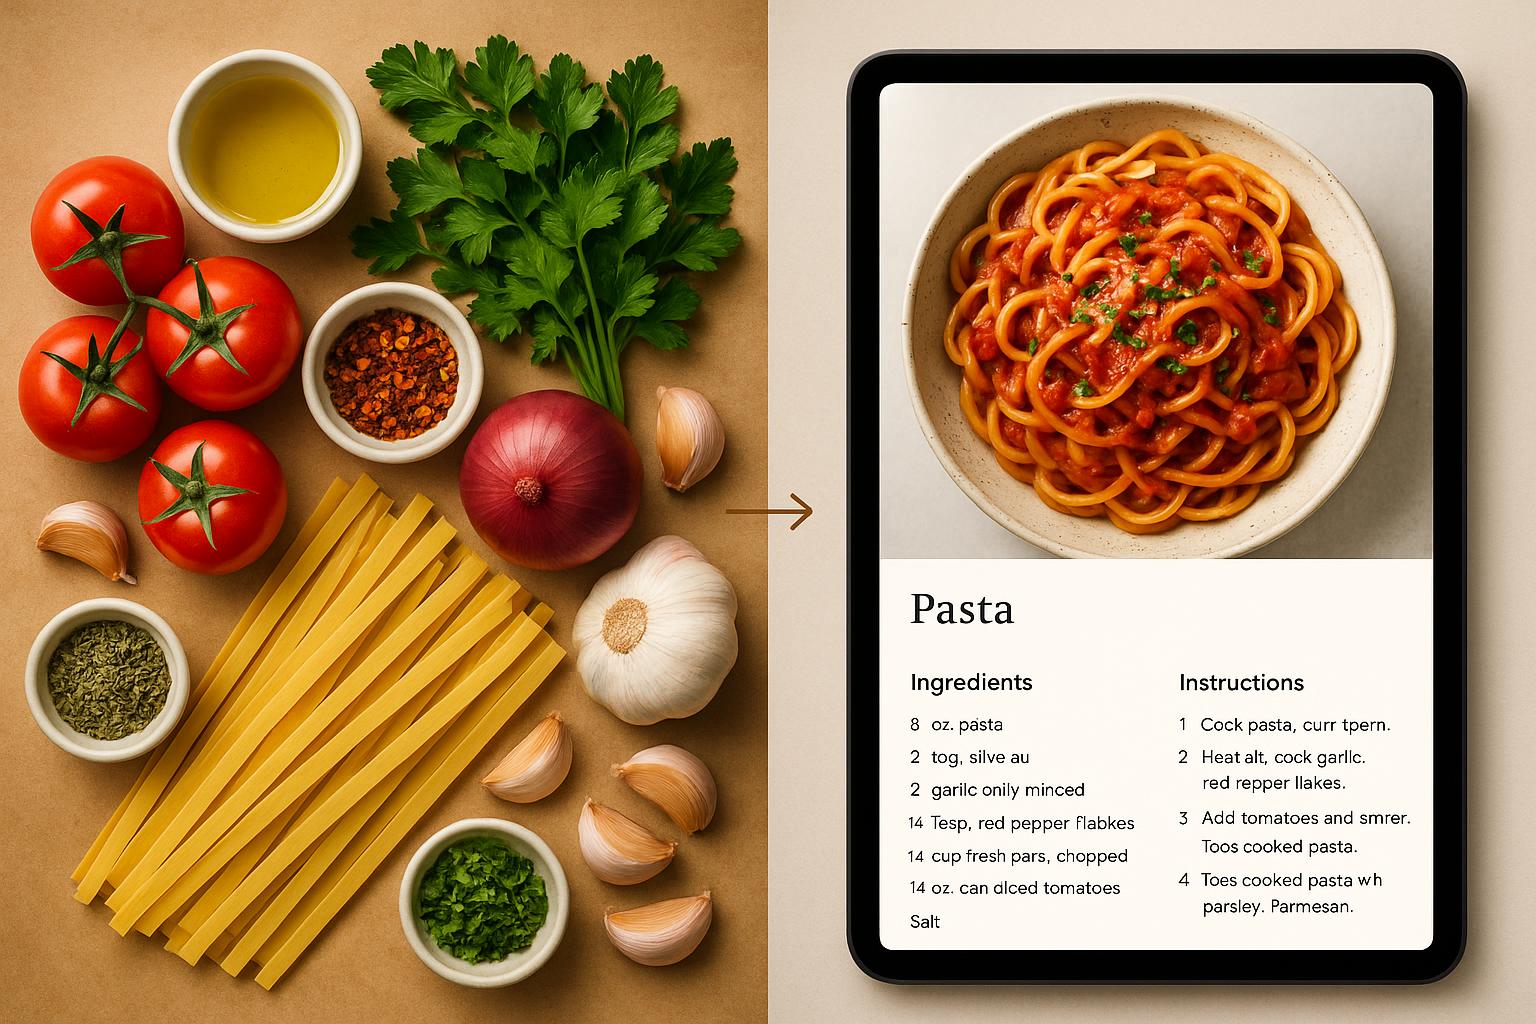 Pasta
Ingredients
8 oz. pasta
2 tog, silve au
2 garilc onily minced
14 Tesp, red pepper flabkes
14 cup fresh pars, chopped
14 oz. can dlced tomatoes
Salt
Instructions
1 Cock pasta, curr tpern.
2 Heat alt, cock garllc.
red repper llakes.
3 Add tomatoes and smrer.
Toos cooked pasta.
4 Toes cooked pasta wh
parsley. Parmesan.